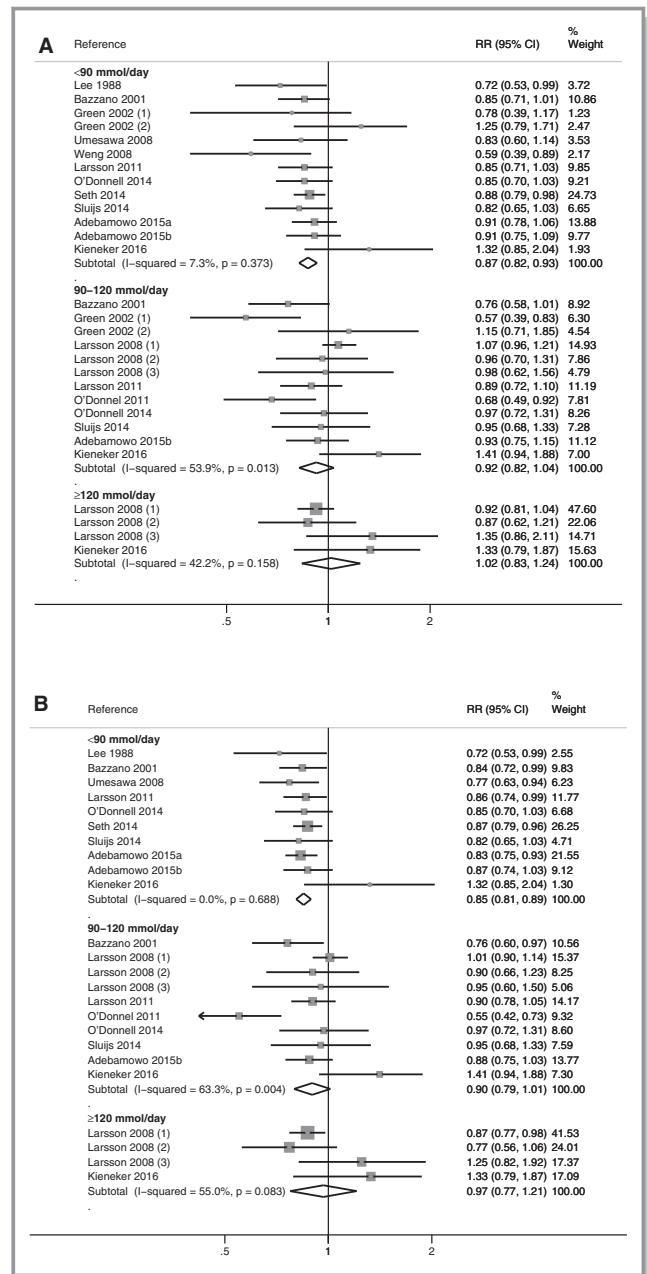 A
%
Reference RR (95% CI) Weight
<90 mmol/day
Lee 1988 0.72 (0.53, 0.99) 3.72
Bazzano 2001 0.85 (0.71, 1.01) 10.86
Green 2002 (1) 0.78 (0.39, 1.17) 1.23
Green 2002 (2) 1.25 (0.79, 1.71) 2.47
Umesawa 2008 0.83 (0.60, 1.14) 3.53
Weng 2008 0.59 (0.39, 0.89) 2.17
Larsson 2011 0.85 (0.71, 1.03) 9.85
O'Donnell 2014 0.85 (0.70, 1.03) 9.21
Seth 2014 0.88 (0.79, 0.98) 24.73
Sluijs 2014 0.82 (0.65, 1.03) 6.65
Adebamowo 2015a 0.91 (0.78, 1.06) 13.88
Adebamowo 2015b 0.91 (0.75, 1.09) 9.77
Kieneker 2016 1.32 (0.85, 2.04) 1.93
Subtotal (I-squared = 7.3%, p = 0.373) 0.87 (0.82, 0.93) 100.00
.
90-120 mmol/day
Bazzano 2001 0.76 (0.58, 1.01) 8.92
Green 2002 (1) 0.57 (0.39, 0.83) 6.30
Green 2002 (2) 1.15 (0.71, 1.85) 4.54
Larsson 2008 (1) 1.07 (0.96, 1.21) 14.93
Larsson 2008 (2) 0.96 (0.70, 1.31) 7.86
Larsson 2008 (3) 0.98 (0.62, 1.56) 4.79
Larsson 2011 0.89 (0.72, 1.10) 11.19
O'Donnel 2011 0.68 (0.49, 0.92) 7.81
O'Donnell 2014 0.97 (0.72, 1.31) 8.26
Sluijs 2014 0.95 (0.68, 1.33) 7.28
Adebamowo 2015b 0.93 (0.75, 1.15) 11.12
Kieneker 2016 1.41 (0.94, 1.88) 7.00
Subtotal (I-squared = 53.9%, p = 0.013) 0.92 (0.82, 1.04) 100.00
.
≥120 mmol/day
Larsson 2008 (1) 0.92 (0.81, 1.04) 47.60
Larsson 2008 (2) 0.87 (0.62, 1.21) 22.06
Larsson 2008 (3) 1.35 (0.86, 2.11) 14.71
Kieneker 2016 1.33 (0.79, 1.87) 15.63
Subtotal (I-squared = 42.2%, p = 0.158) 1.02 (0.83, 1.24) 100.00
.
.5 1 2
B
%
Reference RR (95% CI) Weight
<90 mmol/day
Lee 1988 0.72 (0.53, 0.99) 2.55
Bazzano 2001 0.84 (0.72, 0.99) 9.83
Umesawa 2008 0.77 (0.63, 0.94) 6.23
Larsson 2011 0.86 (0.74, 0.99) 11.77
O'Donnell 2014 0.85 (0.70, 1.03) 6.68
Seth 2014 0.87 (0.79, 0.96) 26.25
Sluijs 2014 0.82 (0.65, 1.03) 4.71
Adebamowo 2015a 0.83 (0.75, 0.93) 21.55
Adebamowo 2015b 0.87 (0.74, 1.03) 9.12
Kieneker 2016 1.32 (0.85, 2.04) 1.30
Subtotal (I-squared = 0.0%, p = 0.688) 0.85 (0.81, 0.89) 100.00
.
90-120 mmol/day
Bazzano 2001 0.76 (0.60, 0.97) 10.56
Larsson 2008 (1) 1.01 (0.90, 1.14) 15.37
Larsson 2008 (2) 0.90 (0.66, 1.23) 8.25
Larsson 2008 (3) 0.95 (0.60, 1.50) 5.06
Larsson 2011 0.90 (0.78, 1.05) 14.17
O'Donnel 2011 0.55 (0.42, 0.73) 9.32
O'Donnell 2014 0.97 (0.72, 1.31) 8.60
Sluijs 2014 0.95 (0.68, 1.33) 7.59
Adebamowo 2015b 0.88 (0.75, 1.03) 13.77
Kieneker 2016 1.41 (0.94, 1.88) 7.30
Subtotal (I-squared = 63.3%, p = 0.004) 0.90 (0.79, 1.01) 100.00
.
≥120 mmol/day
Larsson 2008 (1) 0.87 (0.77, 0.98) 41.53
Larsson 2008 (2) 0.77 (0.56, 1.06) 24.01
Larsson 2008 (3) 1.25 (0.82, 1.92) 17.37
Kieneker 2016 1.33 (0.79, 1.87) 17.09
Subtotal (I-squared = 55.0%, p = 0.083) 0.97 (0.77, 1.21) 100.00
.
.5 1 2